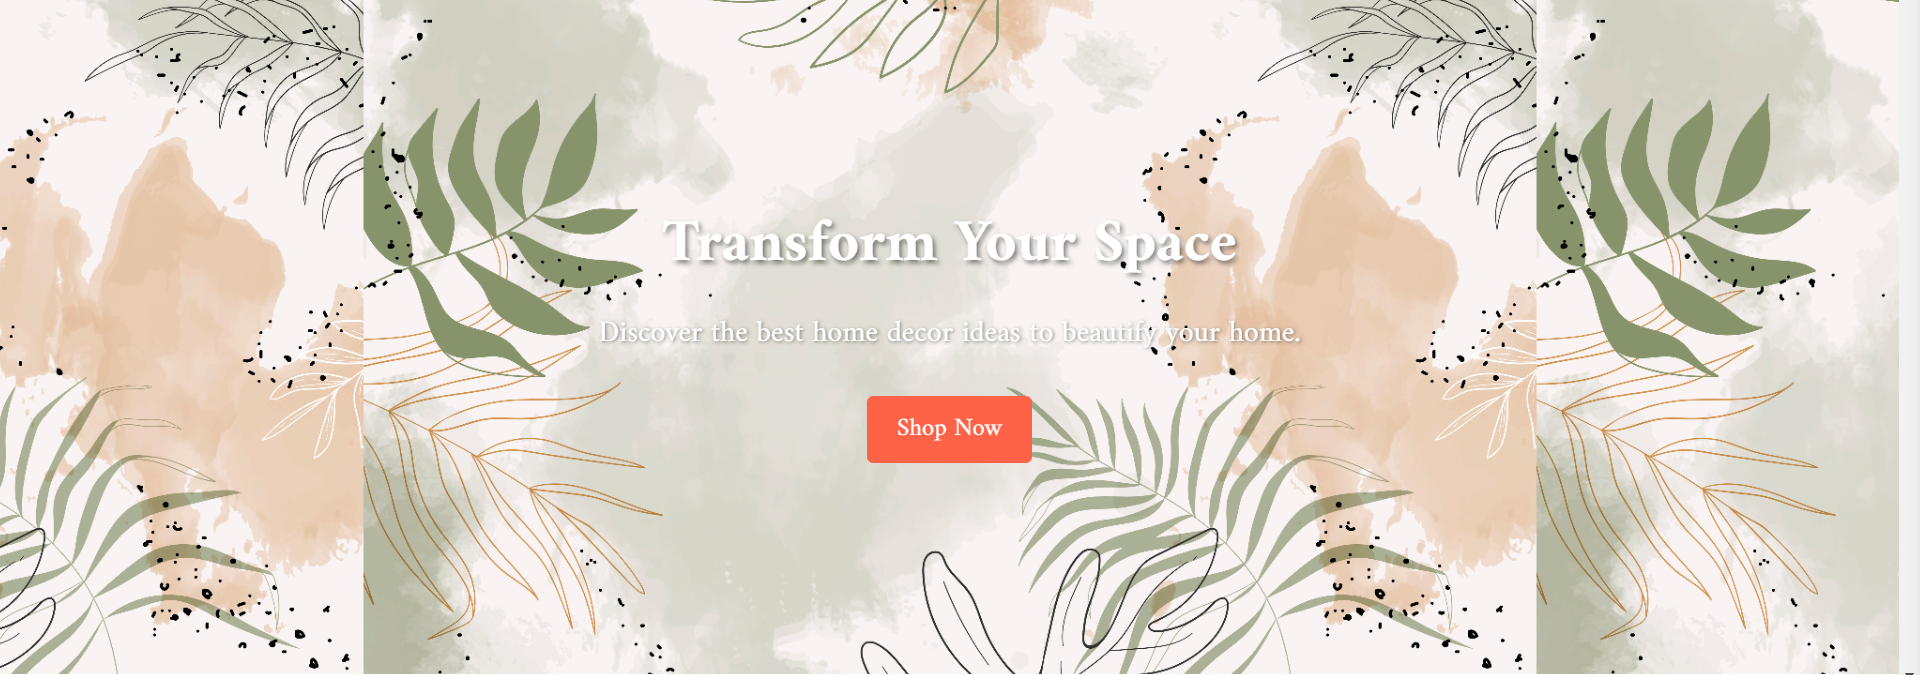 Transform Your Space
Discover the best home decor ideas to beautify your home.
Shop Now